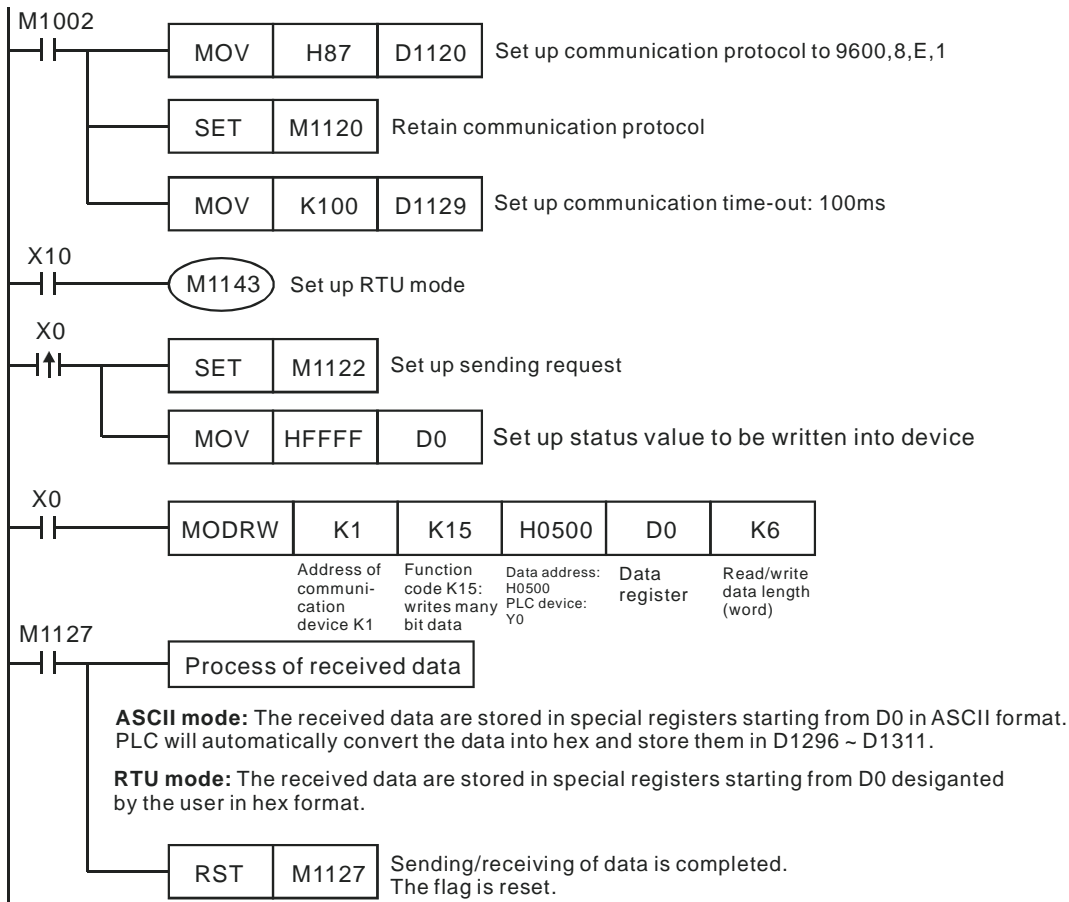 M1002
MOV H87 D1120 Set up communication protocol to 9600,8,E,1
SET M1120 Retain communication protocol
MOV K100 D1129 Set up communication time-out: 100ms
X10
M1143 Set up RTU mode
X0
SET M1122 Set up sending request
MOV HFFFF D0 Set up status value to be written into device
X0
MODRW K1 K15 H0500 D0 K6
Address of
communi-
cation
device K1
Function
code K15:
writes many
bit data
Data address:
H0500
PLC device:
Y0
Data
register
Read/write
data length
(word)
M1127
Process of received data
ASCII mode: The received data are stored in special registers starting from D0 in ASCII format.
PLC will automatically convert the data into hex and store them in D1296 ~ D1311.
RTU mode: The received data are stored in special registers starting from D0 desiganted
by the user in hex format.
RST M1127 Sending/receiving of data is completed.
The flag is reset.